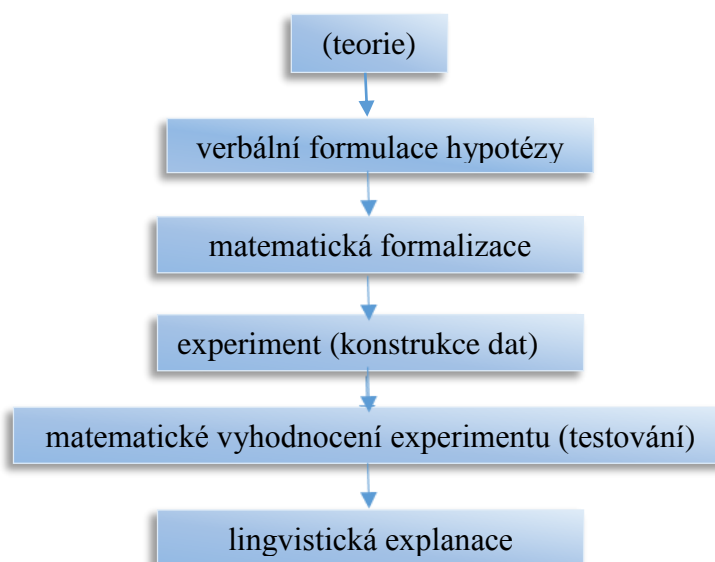 (teorie)
verbální formulace hypotézy
matematická formalizace
experiment (konstrukce dat)
matematické vyhodnocení experimentu (testování)
lingvistická explanace